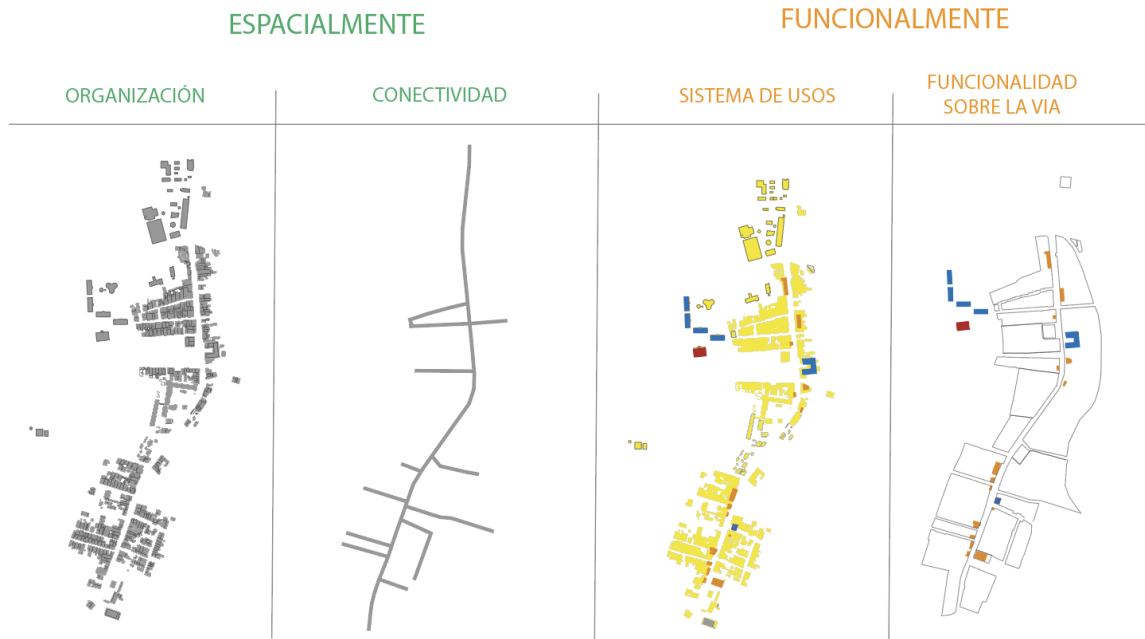 ESPACIALMENTE
FUNCIONALMENTE
ORGANIZACIÓN
CONECTIVIDAD
SISTEMA DE USOS
FUNCIONALIDAD
SOBRE LA VIA